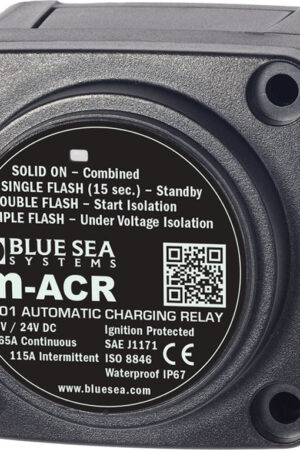 SOLID ON – Combined
SINGLE FLASH (15 sec.) – Standby
OUBLE FLASH – Start Isolation
IPLE FLASH – Under Voltage Isolation
BLUE SEA
SYSTEMS
m-ACR
01 AUTOMATIC CHARGING RELAY
V / 24V DC
Ignition Protected
65A Continuous
SAE J1171
115A Intermittent
ISO 8846
CE
Waterproof IP67
www.bluesea.com